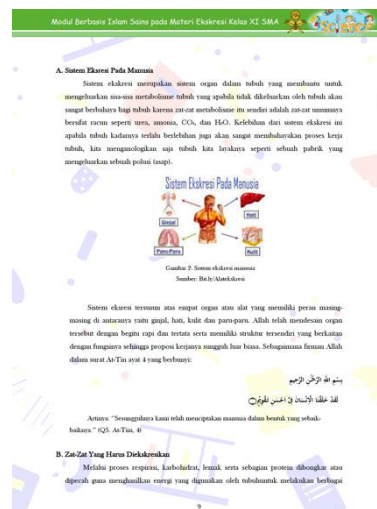 Modul Berbasis Islam Sains pada Materi Ekskresi Kelas XI SMA
Science
A. Sistem Eksresi Pada Manusia
Sistem ekskresi merupakan sistem organ dalam tubuh yang membantu untuk
mengeluarkan sisa-sisa metabolisme tubuh yang apabila tidak dikeluarkan oleh tubuh akan
sangat berbahaya bagi tubuh karena zat-zat metabolisme itu sendiri adalah zat-zat umumnya
bersifat racun seperti urea, amonia, CO₂, dan H₂O. Kelebihan dari sistem ekskresi ini
apabila tubuh kadarnya terlalu berlebihan juga akan sangat membahayakan proses kerja
tubuh, kita menganologikan saja tubuh kita layaknya seperti sebuah pabrik yang
mengeluarkan sebuah polusi (asap).
Sistem Ekskresi Pada Manusia
Ginjal
Hati
Paru-Paru
Kulit
Gambar 2. Sistem ekskresi manusia
Sumber: Bit.ly/Alatekskresi
Sistem eksresi tersusun atas empat organ atau alat yang memiliki peran masing-
masing di antaranya yaitu ginjal, hati, kulit dan paru-paru. Allah telah mendesain organ
tersebut dengan begitu rapi dan tertata serta memiliki struktur tersendiri yang berkaitan
dengan fungsinya sehingga proposi kerjanya sungguh luar biasa. Sebagaimana firman Allah
dalam surat At-Tin ayat 4 yang berbunyi:
بِسْمِ اللهِ الرَّحْمٰنِ الرَّحِيْمِ
لَقَدْ خَلَقْنَا الْاِنْسَانَ فِيْٓ اَحْسَنِ تَقْوِيْمٍ
Artinya: "Sesungguhnya kami telah menciptakan manusia dalam bentuk yang sebaik-
baiknya." (QS. At-Tin, 4)
B. Zat-Zat Yang Harus Diekskresikan
Melalui proses respirasi, karbohidrat, lemak serta sebagian protein dibongkar atau
dipecah guna menghasilkan energi yang digunakan oleh tubuhuntuk melakukan berbagai
9